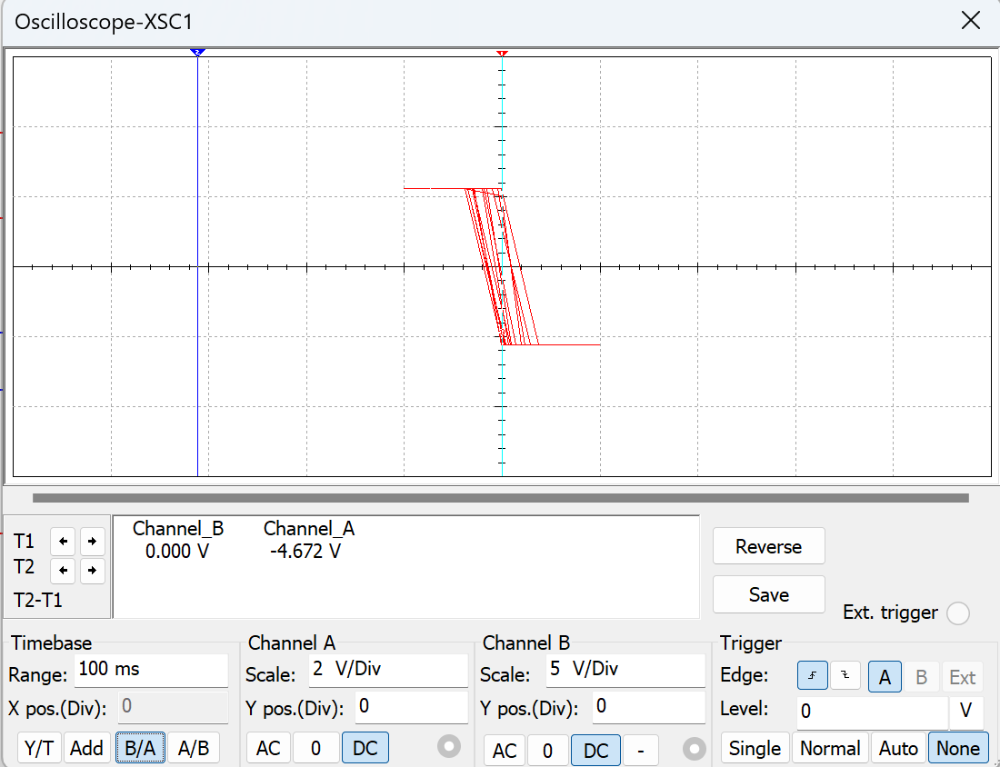 Oscilloscope-XSC1
2
1
T1
T2
T2-T1
Channel_B Channel_A
0.000 V -4.672 V
Reverse
Save
Ext. trigger
Timebase
Range: 100 ms
X pos.(Div): 0
Y/T Add B/A A/B
Channel A
Scale: 2 V/Div
Y pos.(Div): 0
AC 0 DC
Channel B
Scale: 5 V/Div
Y pos.(Div): 0
AC 0 DC -
Trigger
Edge: A B Ext
Level: 0 V
Single Normal Auto None